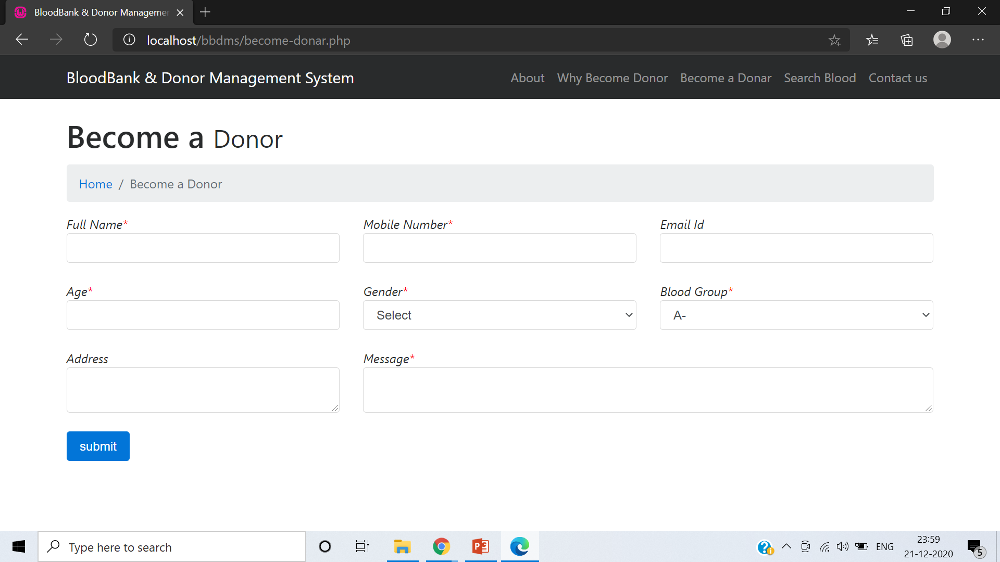 BloodBank & Donor Managemen
localhost/bbdms/become-donar.php
BloodBank & Donor Management System
About Why Become Donor Become a Donar Search Blood Contact us
Become a Donor
Home / Become a Donor
Full Name* Mobile Number* Email Id
Age* Gender* Blood Group*
Select A-
Address Message*
submit
Type here to search
ENG
23:59
21-12-2020
5